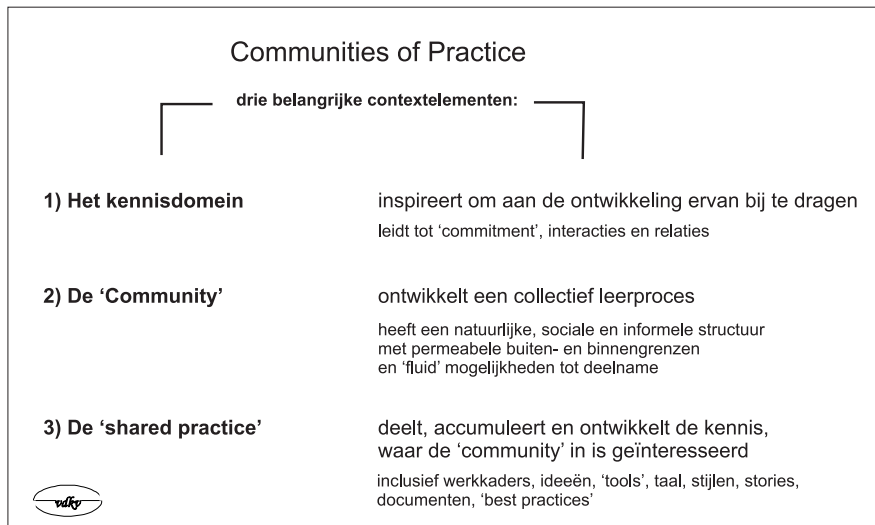 Communities of Practice
drie belangrijke contextelementen:
1) Het kennisdomein
inspireert om aan de ontwikkeling ervan bij te dragen
leidt tot ‘commitment’, interacties en relaties
2) De ‘Community’
ontwikkelt een collectief leerproces
heeft een natuurlijke, sociale en informele structuur
met permeabele buiten- en binnengrenzen
en ‘fluid’ mogelijkheden tot deelname
3) De ‘shared practice’
deelt, accumuleert en ontwikkelt de kennis,
waar de ‘community’ in is geïnteresseerd
inclusief werkkaders, ideeën, ‘tools’, taal, stijlen, stories,
documenten, ‘best practices’
vdkv